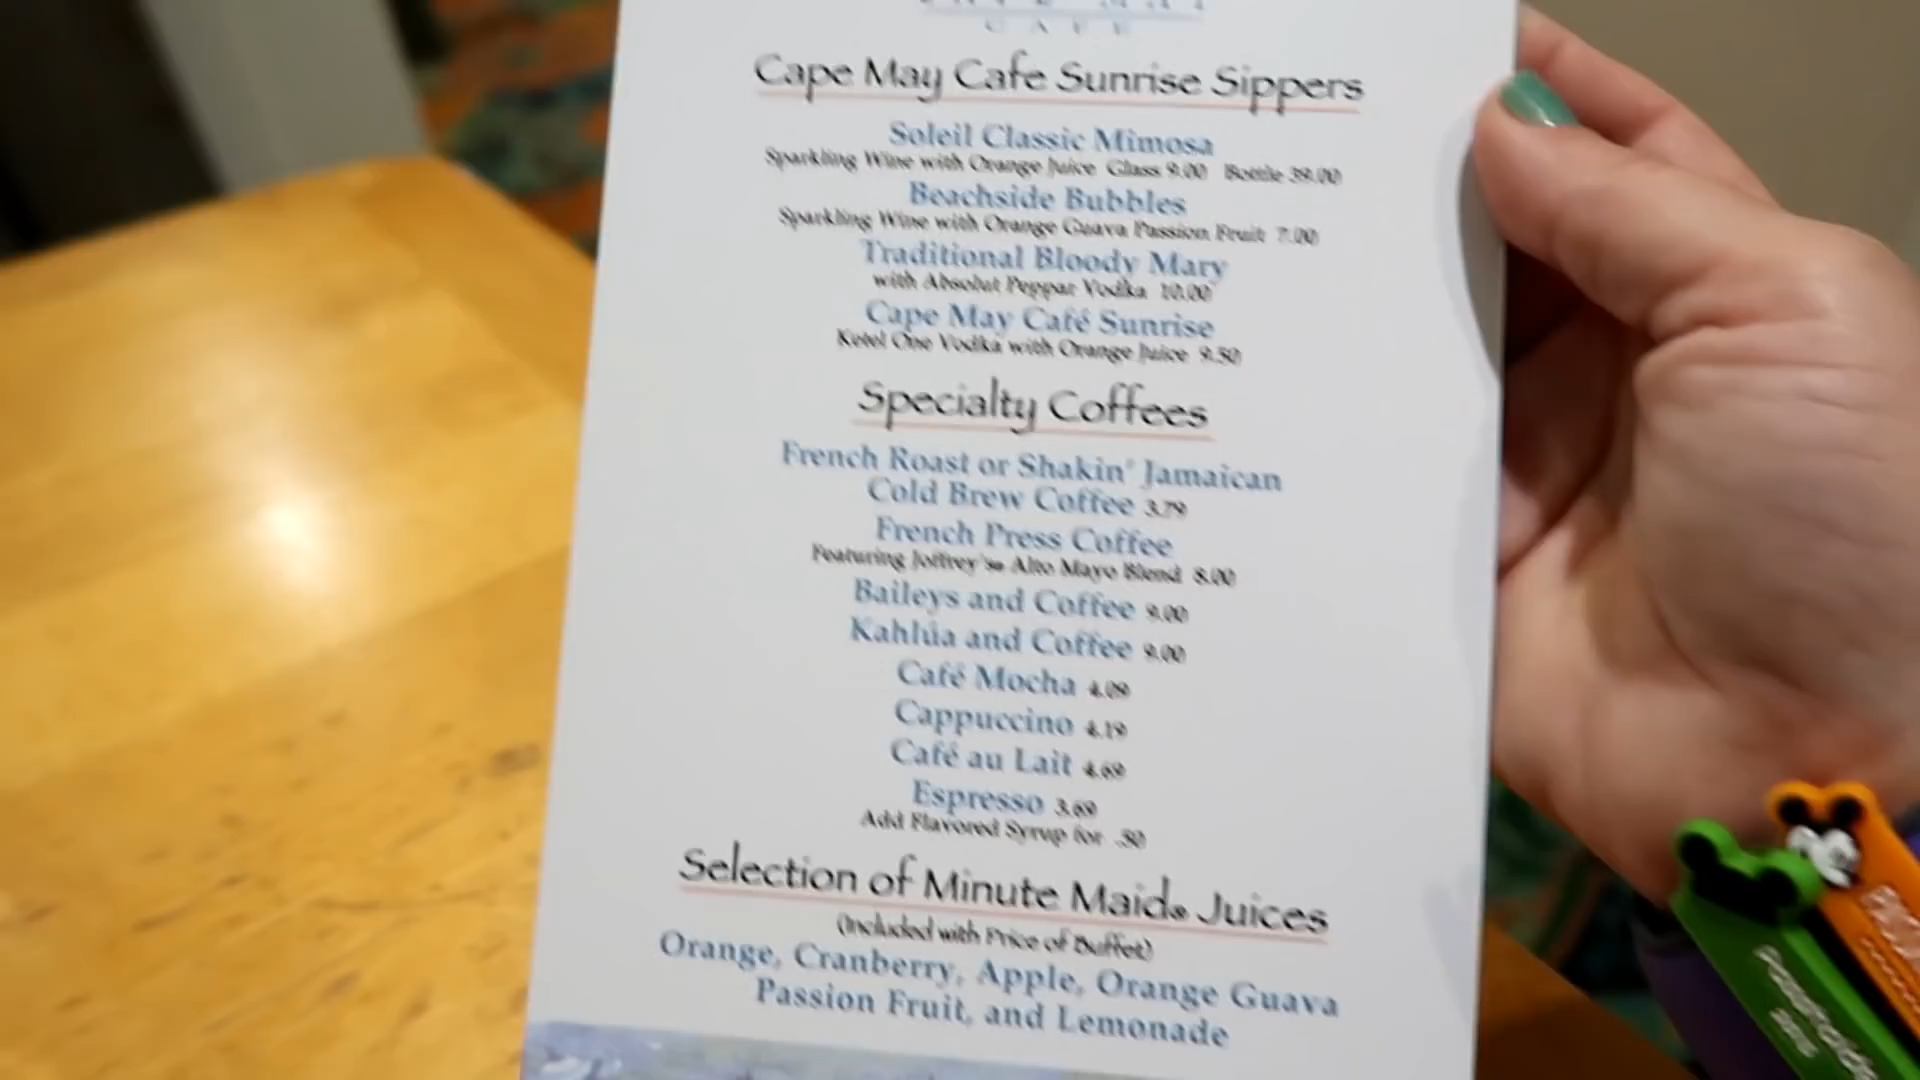 CAFE
Cape May Cafe Sunrise Sippers
Soleil Classic Mimosa
Sparkling Wine with Orange Juice Glass 9.00 Bottle 39.00
Beachside Bubbles
Sparkling Wine with Orange Guava Passion Fruit 7.00
Traditional Bloody Mary
with Absolut Peppar Vodka 10.00
Cape May Café Sunrise
Ketel One Vodka with Orange Juice 9.50
Specialty Coffees
French Roast or Shakin' Jamaican
Cold Brew Coffee 3.79
French Press Coffee
Featuring Joffrey's® Alto Mayo Blend 8.00
Baileys and Coffee 9.00
Kahlúa and Coffee 9.00
Café Mocha 4.09
Cappuccino 4.19
Café au Lait 4.69
Espresso 3.69
Add Flavored Syrup for .50
Selection of Minute Maid® Juices
(Included with Price of Buffet)
Orange, Cranberry, Apple, Orange Guava
Passion Fruit, and Lemonade